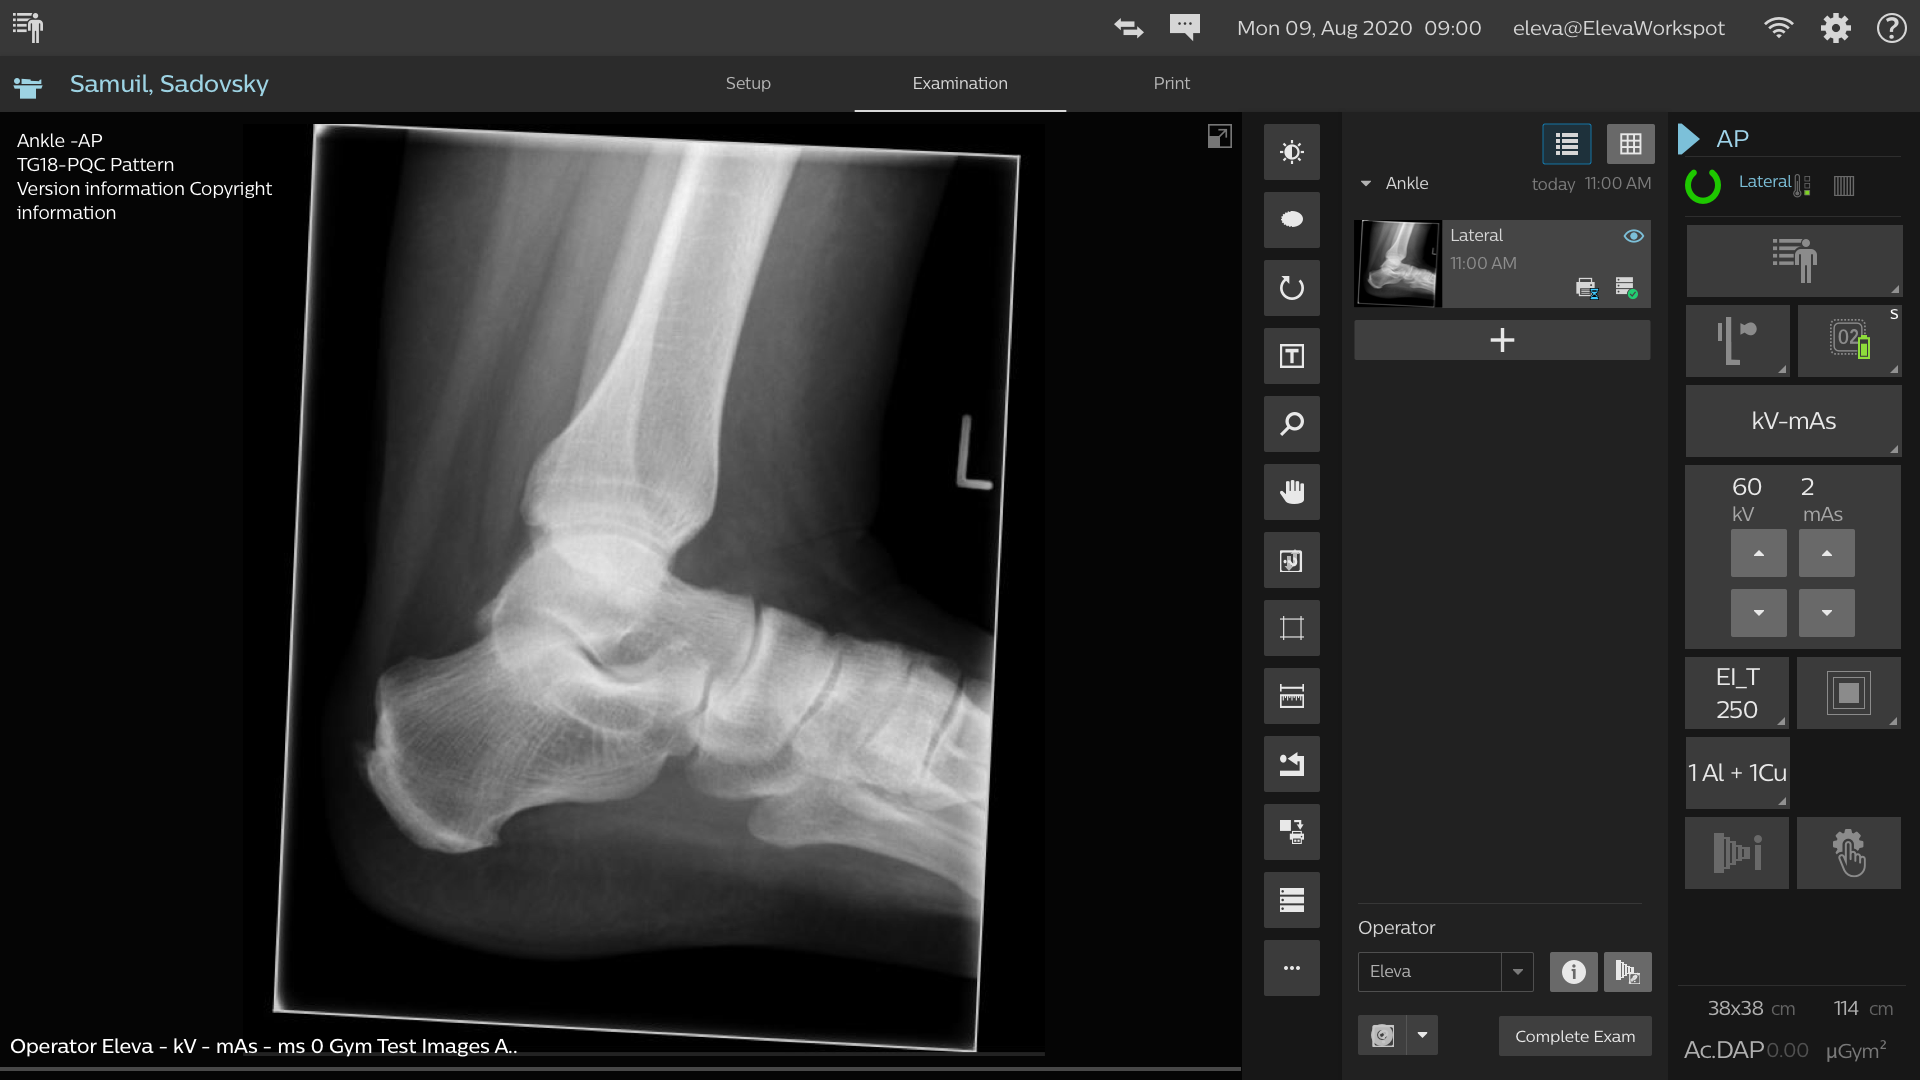 Mon 09, Aug 2020 09:00 eleva@ElevaWorkspot
Samuil, Sadovsky
Setup Examination Print
Ankle -AP
TG18-PQC Pattern
Version information Copyright
information
L
Operator Eleva - kV - mAs - ms 0 Gym Test Images A..
T
Ankle today 11:00 AM
Lateral
11:00 AM
L
+
Operator
Eleva
i
Complete Exam
AP
Lateral
02 S
kV-mAs
60 2
kV mAs
EI_T
250
1 Al + 1Cu
38x38 cm 114 cm
Ac.DAP 0.00 µGym²